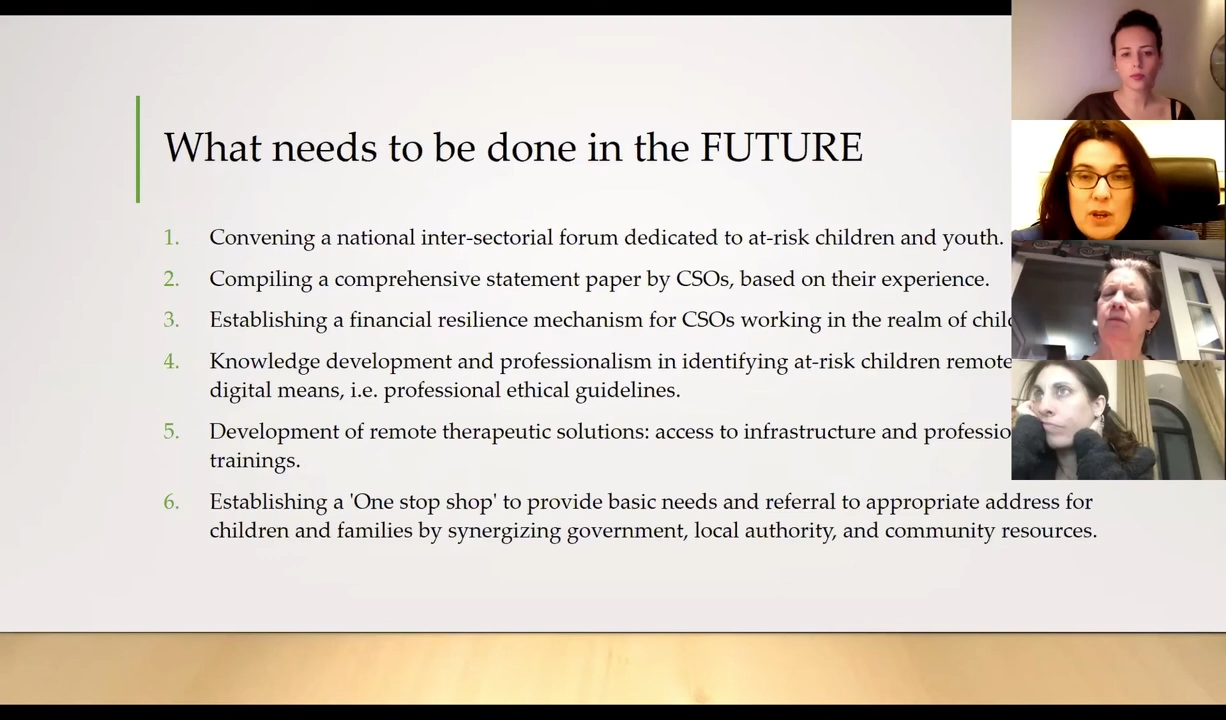 What needs to be done in the FUTURE
1. Convening a national inter-sectorial forum dedicated to at-risk children and youth.
2. Compiling a comprehensive statement paper by CSOs, based on their experience.
3. Establishing a financial resilience mechanism for CSOs working in the realm of
4. Knowledge development and professionalism in identifying at-risk children
digital means, i.e. professional ethical guidelines.
5. Development of remote therapeutic solutions: access to infrastructure and
trainings.
6. Establishing a 'One stop shop' to provide basic needs and referral to appropriate address for
children and families by synergizing government, local authority, and community resources.